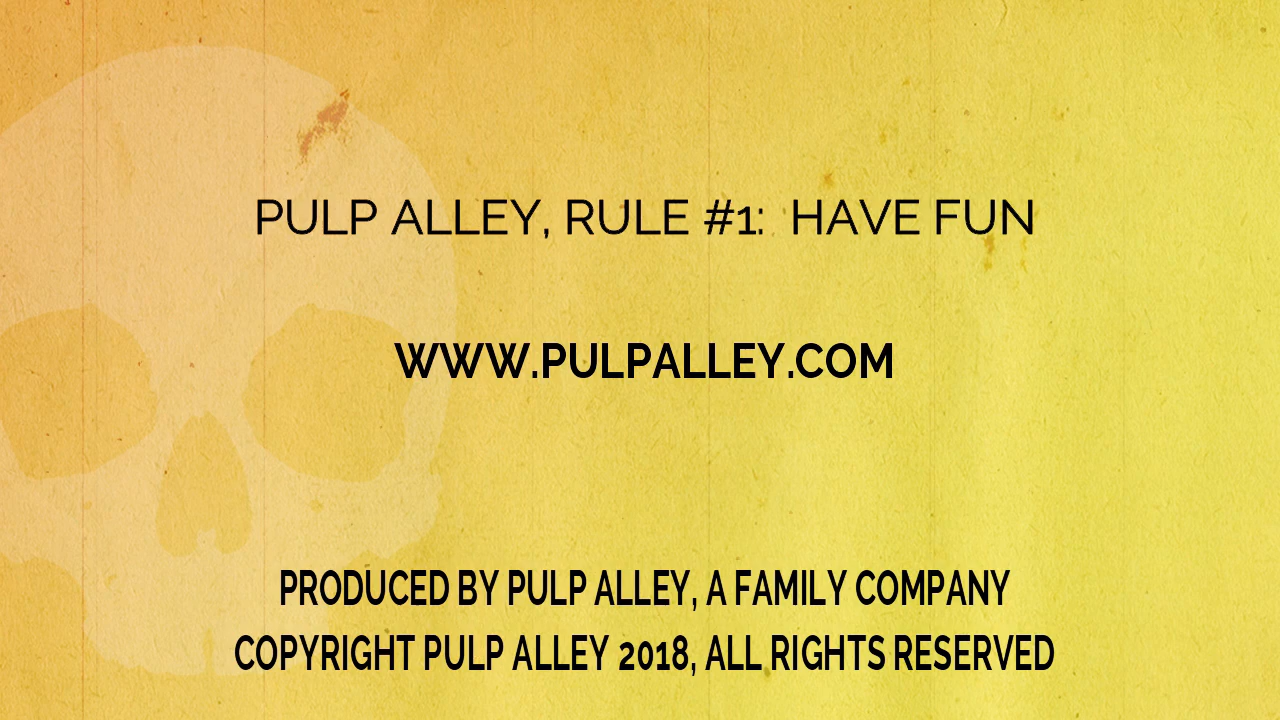 PULP ALLEY, RULE #1:  HAVE FUN
WWW.PULPALLEY.COM
PRODUCED BY PULP ALLEY, A FAMILY COMPANY
COPYRIGHT PULP ALLEY 2018, ALL RIGHTS RESERVED